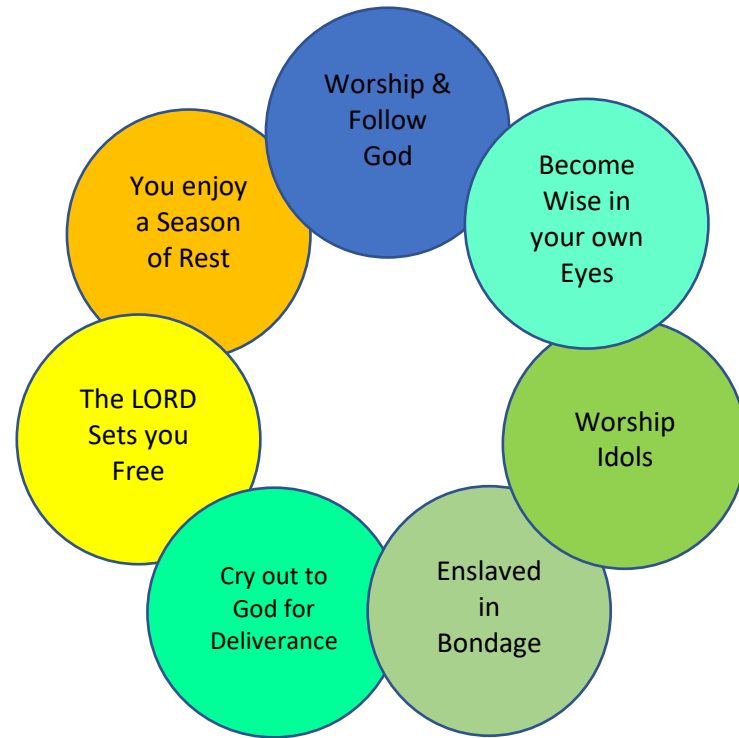 Worship &
Follow
God
Become
Wise in
your own
Eyes
Worship
Idols
Enslaved
in
Bondage
Cry out to
God for
Deliverance
The LORD
Sets you
Free
You enjoy
a Season
of Rest